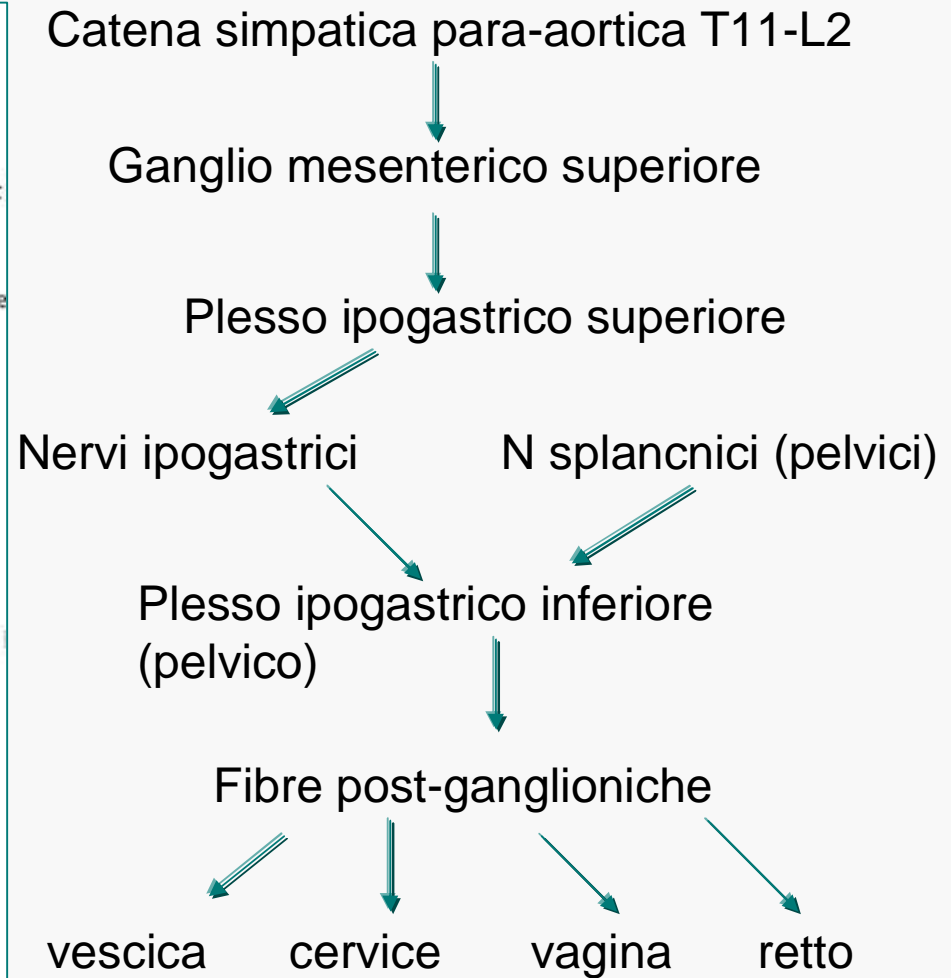 Catena simpatica para-aortica T11-L2
Ganglio mesenterico superiore
Plesso ipogastrico superiore
Nervi ipogastrici
N splancnici (pelvici)
Plesso ipogastrico inferiore
(pelvico)
Fibre post-ganglioniche
vescica cervice vagina retto